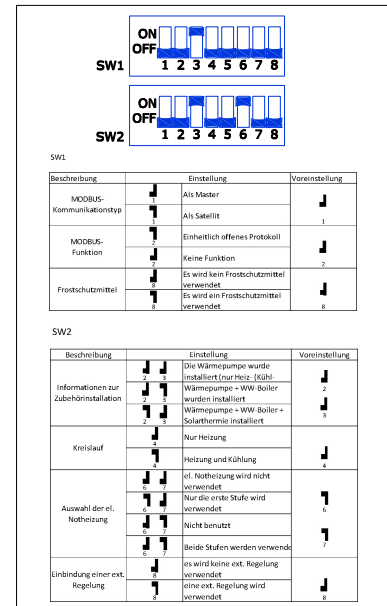 ON
OFF
SW1 1 2 3 4 5 6 7 8
ON
OFF
SW2 1 2 3 4 5 6 7 8
SW1
Beschreibung Einstellung Voreinstellung
MODBUS-
Kommunikationstyp
1 Als Master
1 Als Satellit
1
MODBUS-
Funktion
2 Einheitlich offenes Protokoll
2 Keine Funktion
2
Frostschutzmittel
8 Es wird kein Frostschutzmittel
verwendet
8 Es wird ein Frostschutzmittel
verwendet
8
SW2
Beschreibung Einstellung Voreinstellung
Informationen zur
Zubehörinstallation
2 3 Die Wärmepumpe wurde
installiert (nur Heiz- (Kühl-
2 3 Wärmepumpe + WW-Boiler
wurden installiert
2 3 Wärmepumpe + WW-Boiler +
Solarthermie installiert
2
3
Kreislauf
4 Nur Heizung
4 Heizung und Kühlung
4
Auswahl der el.
Notheizung
6 7 el. Notheizung wird nicht
verwendet
6 7 Nur die erste Stufe wird
verwendet
6 7 Nicht benutzt
6 7 Beide Stufen werden verwende
6
7
Einbindung einer ext.
Regelung
8 es wird keine ext. Regelung
verwendet
8 eine ext. Regelung wird
verwendet
8